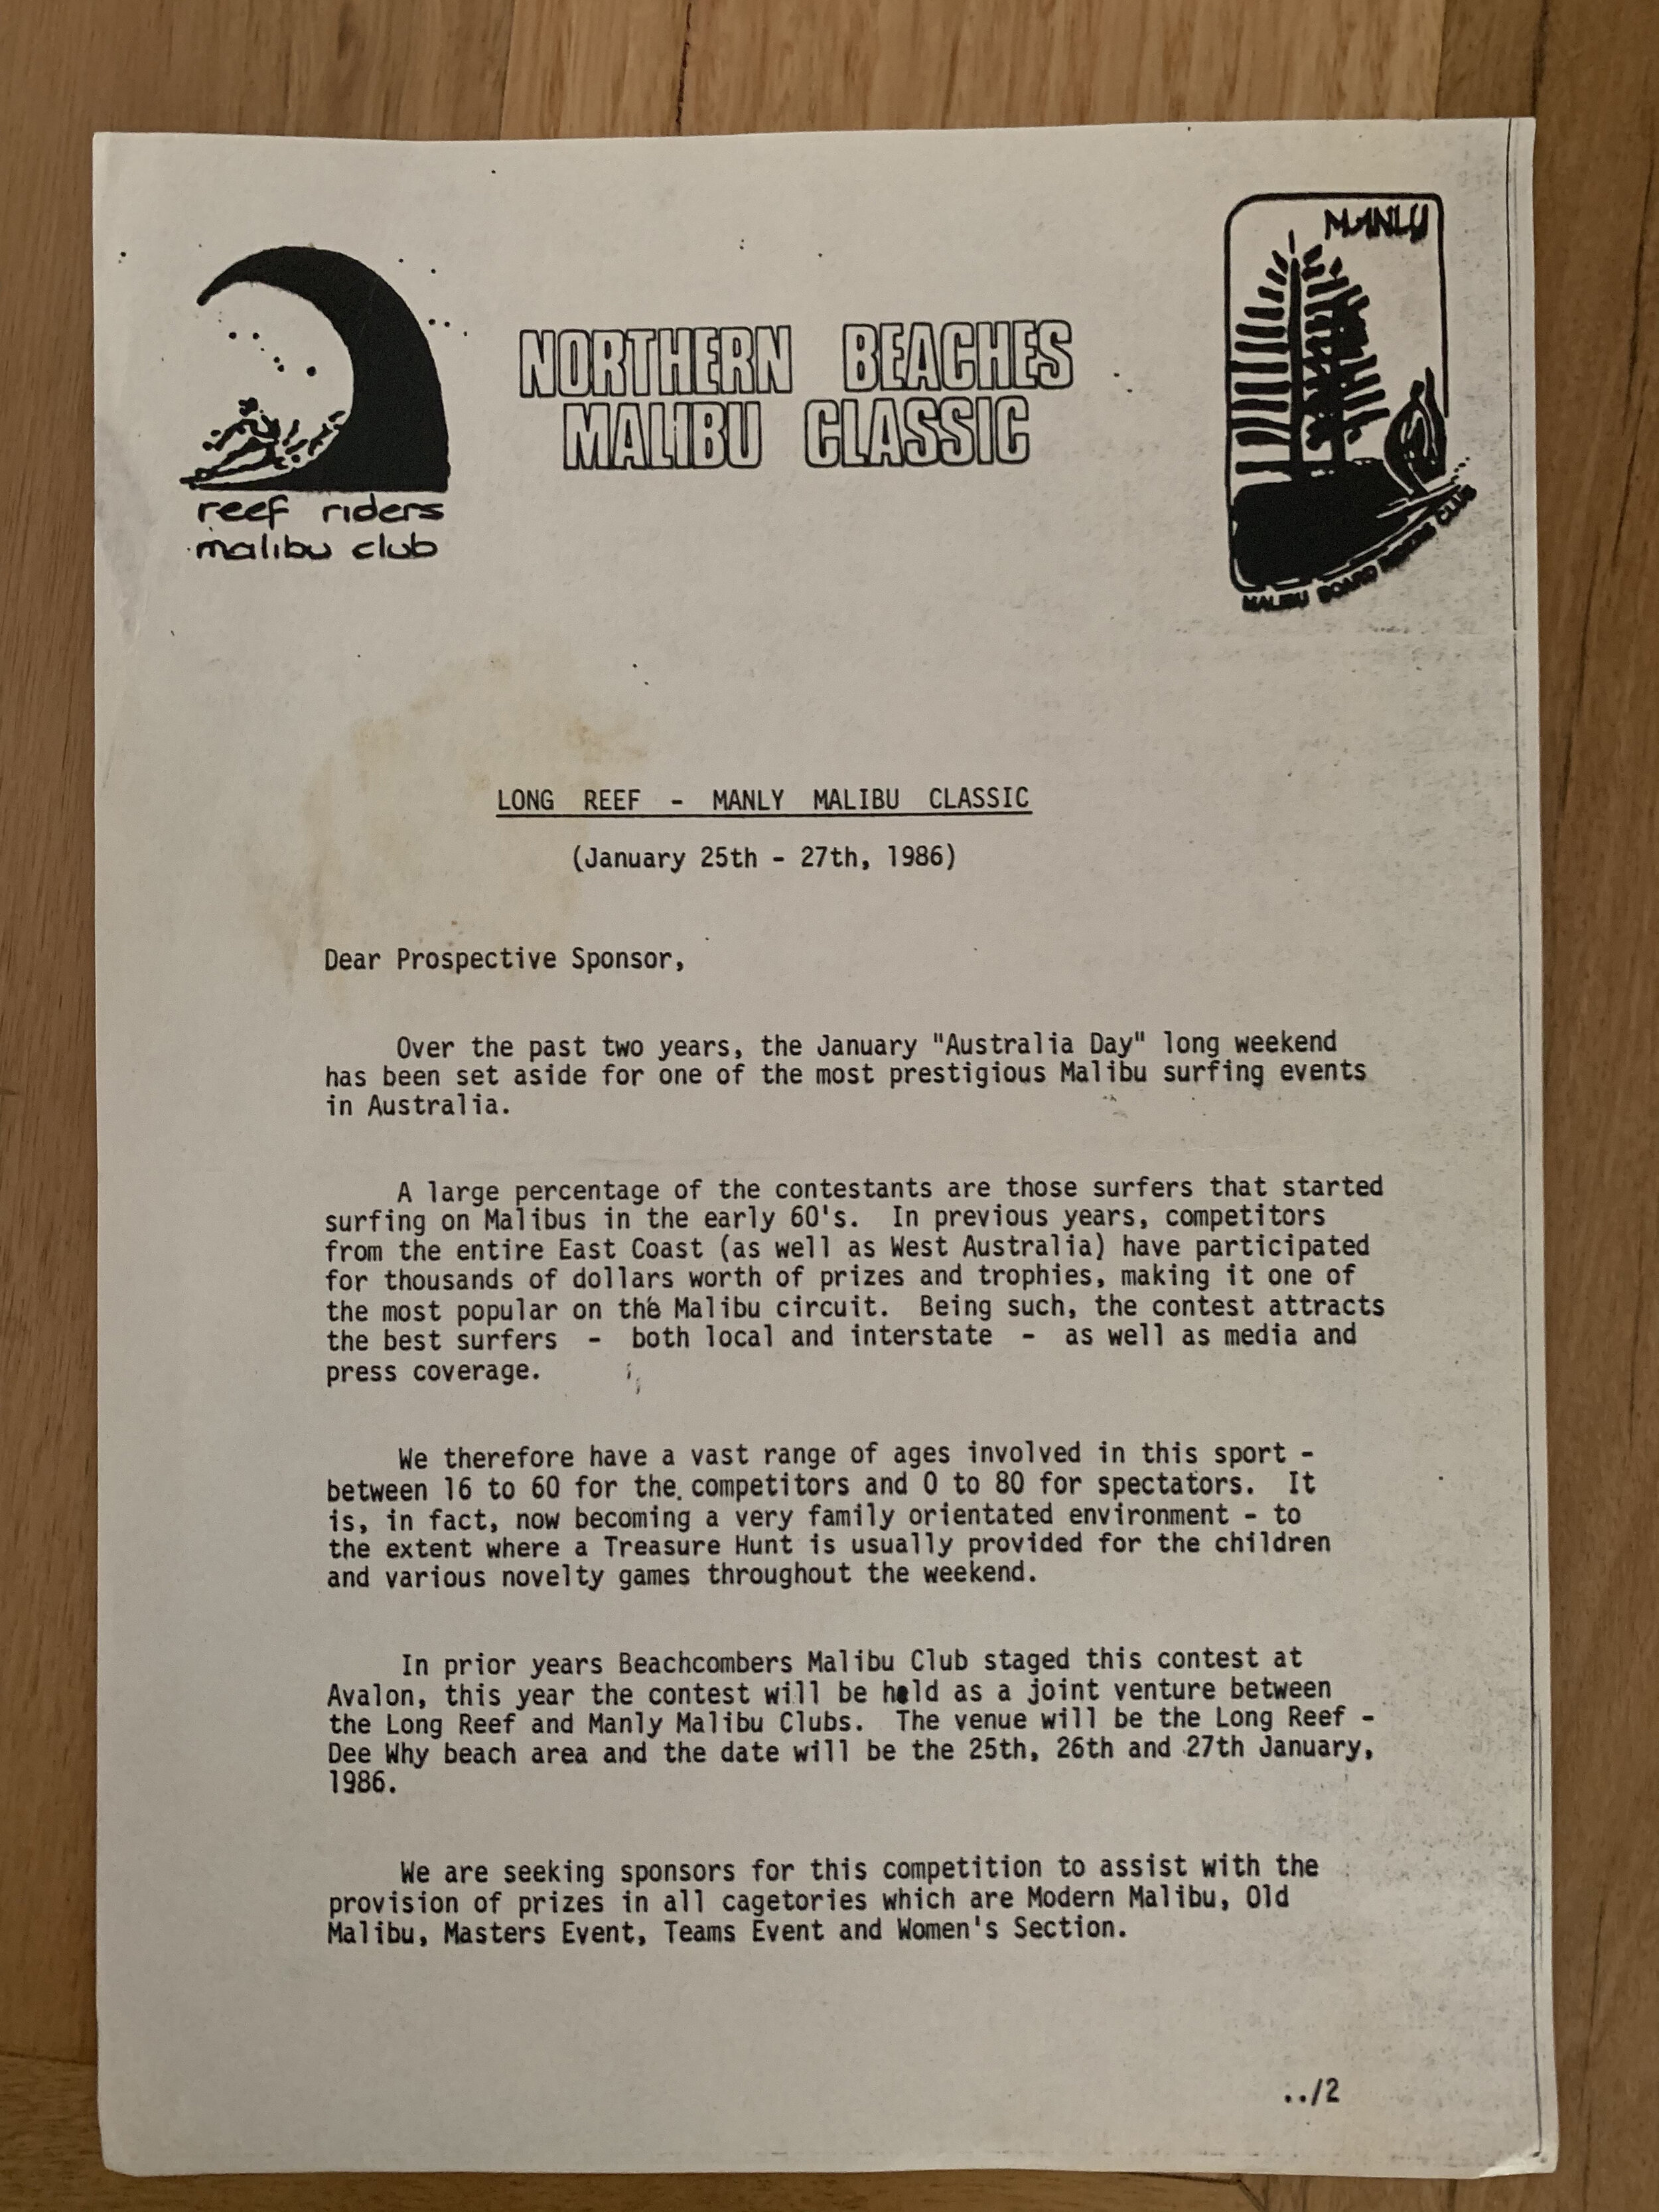 MANLY
NORTHERN BEACHES
MALIBU CLASSIC
reef riders
malibu club
MALIBU BOARD RIDERS CLUB
LONG REEF - MANLY MALIBU CLASSIC
(January 25th - 27th, 1986)
Dear Prospective Sponsor,
Over the past two years, the January "Australia Day" long weekend
has been set aside for one of the most prestigious Malibu surfing events
in Australia.
A large percentage of the contestants are those surfers that started
surfing on Malibus in the early 60's. In previous years, competitors
from the entire East Coast (as well as West Australia) have participated
for thousands of dollars worth of prizes and trophies, making it one of
the most popular on the Malibu circuit. Being such, the contest attracts
the best surfers - both local and interstate - as well as media and
press coverage.
We therefore have a vast range of ages involved in this sport -
between 16 to 60 for the competitors and 0 to 80 for spectators. It
is, in fact, now becoming a very family orientated environment - to
the extent where a Treasure Hunt is usually provided for the children
and various novelty games throughout the weekend.
In prior years Beachcombers Malibu Club staged this contest at
Avalon, this year the contest will be held as a joint venture between
the Long Reef and Manly Malibu Clubs. The venue will be the Long Reef -
Dee Why beach area and the date will be the 25th, 26th and 27th January,
1986.
We are seeking sponsors for this competition to assist with the
provision of prizes in all cagetories which are Modern Malibu, Old
Malibu, Masters Event, Teams Event and Women's Section.
../2